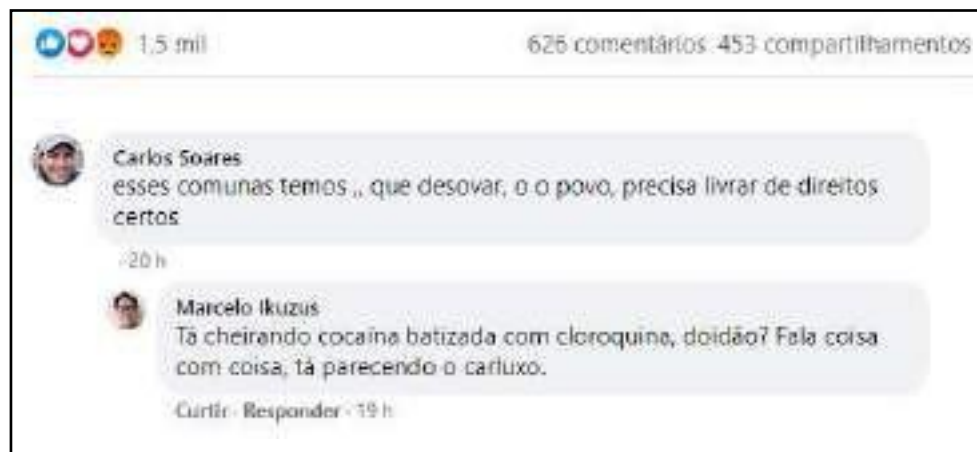 1,5 mil 626 comentários 453 compartilhamentos
Carlos Soares
esses comunas temos ,, que desovar, o o povo, precisa livrar de direitos
certos
20 h
Marcelo Ikuzus
Tá cheirando cocaína batizada com cloroquina, doidão? Fala coisa
com coisa, tá parecendo o carluxo.
Curtir · Responder · 19 h